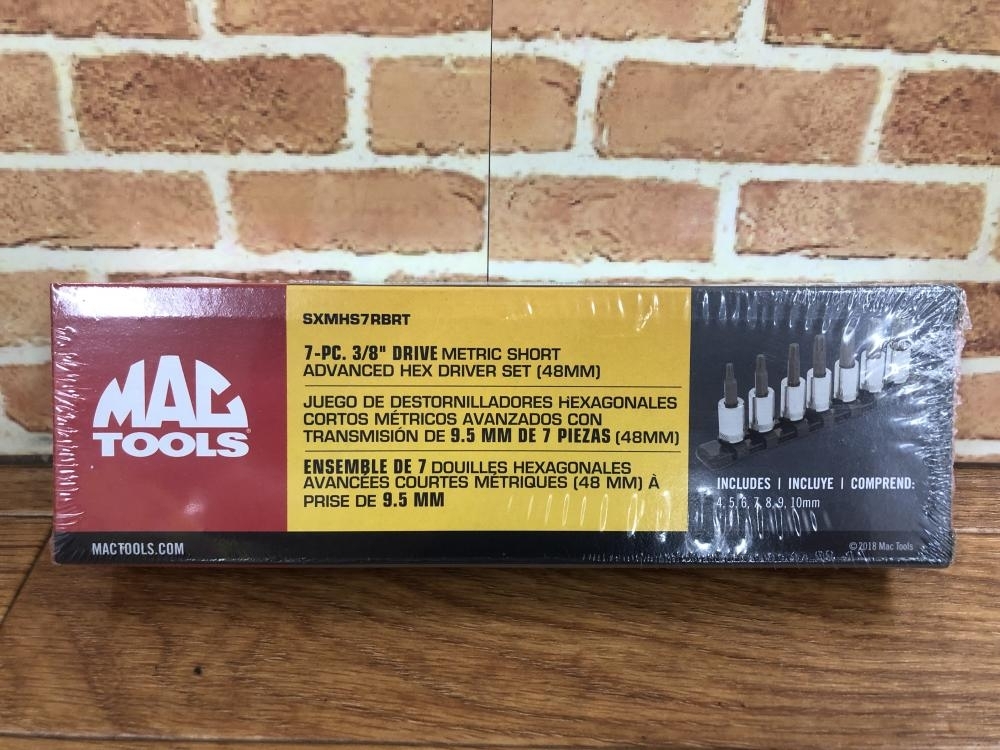 MAC
TOOLS
MACTOOLS.COM
SXMHS7RBRT
7-PC. 3/8" DRIVE METRIC SHORT
ADVANCED HEX DRIVER SET (48MM)
JUEGO DE DESTORNILLADORES HEXAGONALES
CORTOS MÉTRICOS AVANZADOS CON
TRANSMISIÓN DE 9.5 MM DE 7 PIEZAS (48MM)
ENSEMBLE DE 7 DOUILLES HEXAGONALES
AVANCÉES COURTES MÉTRIQUES (48 MM) À
PRISE DE 9.5 MM
INCLUDES | INCLUYE | COMPREND:
4, 5, 6, 7, 8, 9, 10mm
©2018 Mac Tools